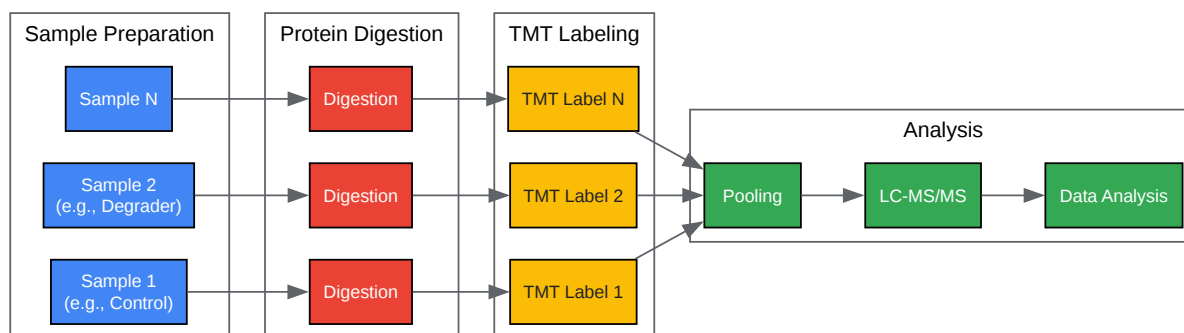 Sample Preparation
Protein Digestion
TMT Labeling
Sample N
Digestion
TMT Label N
Analysis
Sample 2
(e.g., Degrader)
Digestion
TMT Label 2
Pooling
LC-MS/MS
Data Analysis
Sample 1
(e.g., Control)
Digestion
TMT Label 1